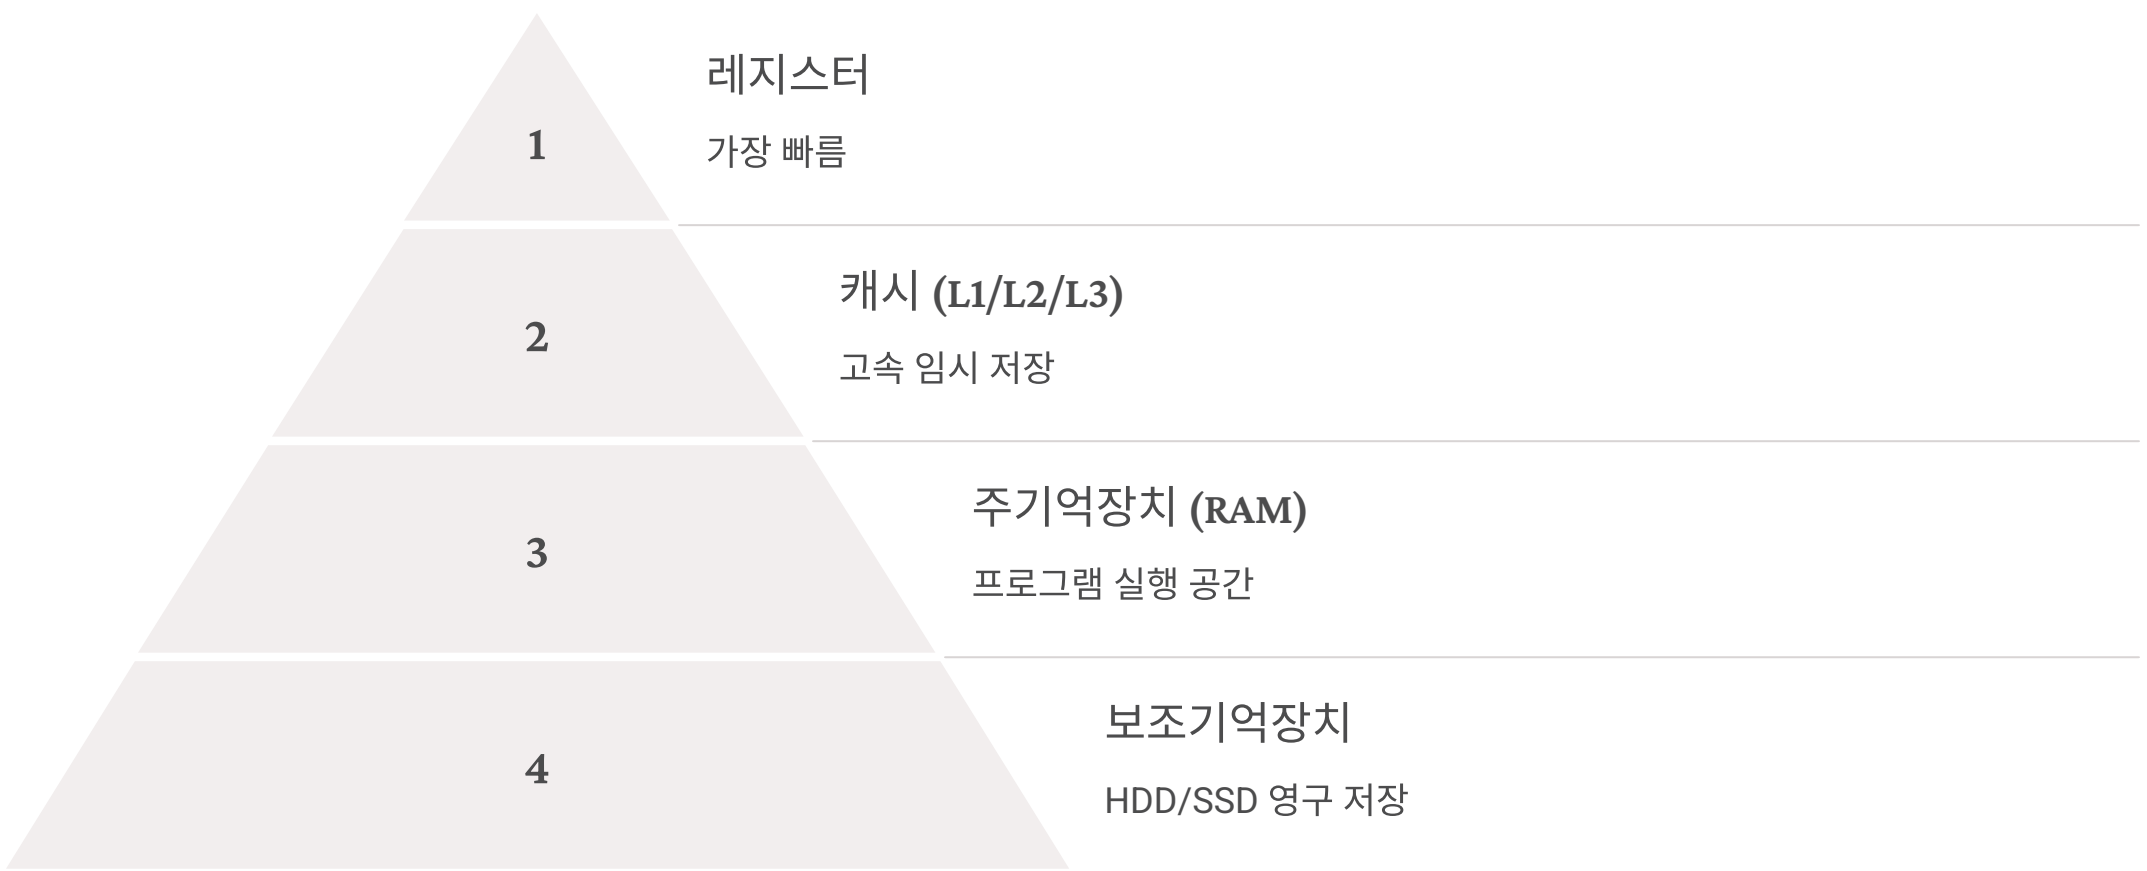 1
레지스터
가장 빠름
2
캐시 (L1/L2/L3)
고속 임시 저장
3
주기억장치 (RAM)
프로그램 실행 공간
4
보조기억장치
HDD/SSD 영구 저장